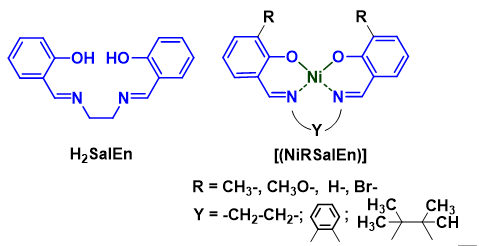 R R
OH HO O O
Ni
N N N N
Y
H₂SalEn [(NiRSalEn)]
R = CH₃-, CH₃O-, H-, Br-
Y = -CH₂-CH₂-; ; H₃C CH₃
H₃C CH